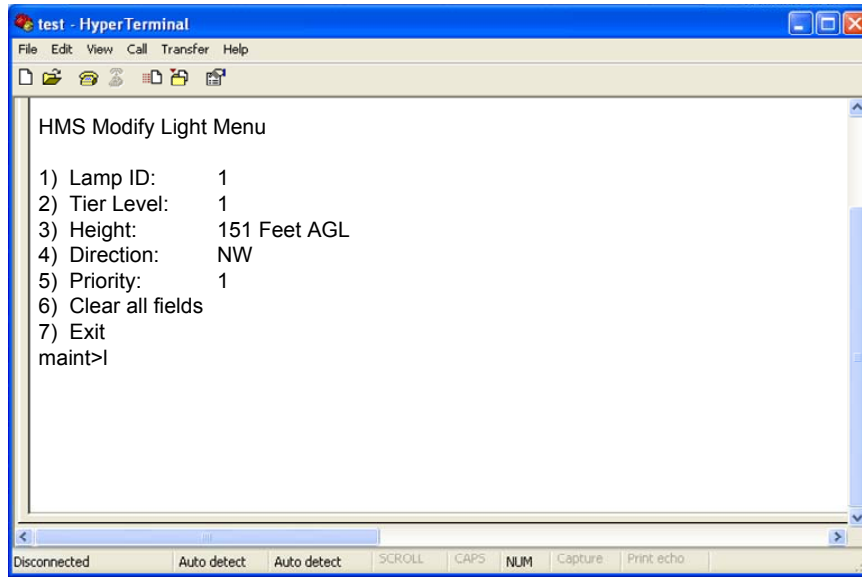 test - HyperTerminal
File Edit View Call Transfer Help
HMS Modify Light Menu
1) Lamp ID: 1
2) Tier Level: 1
3) Height: 151 Feet AGL
4) Direction: NW
5) Priority: 1
6) Clear all fields
7) Exit
maint>l
Disconnected Auto detect Auto detect SCROLL CAPS NUM Capture Print echo